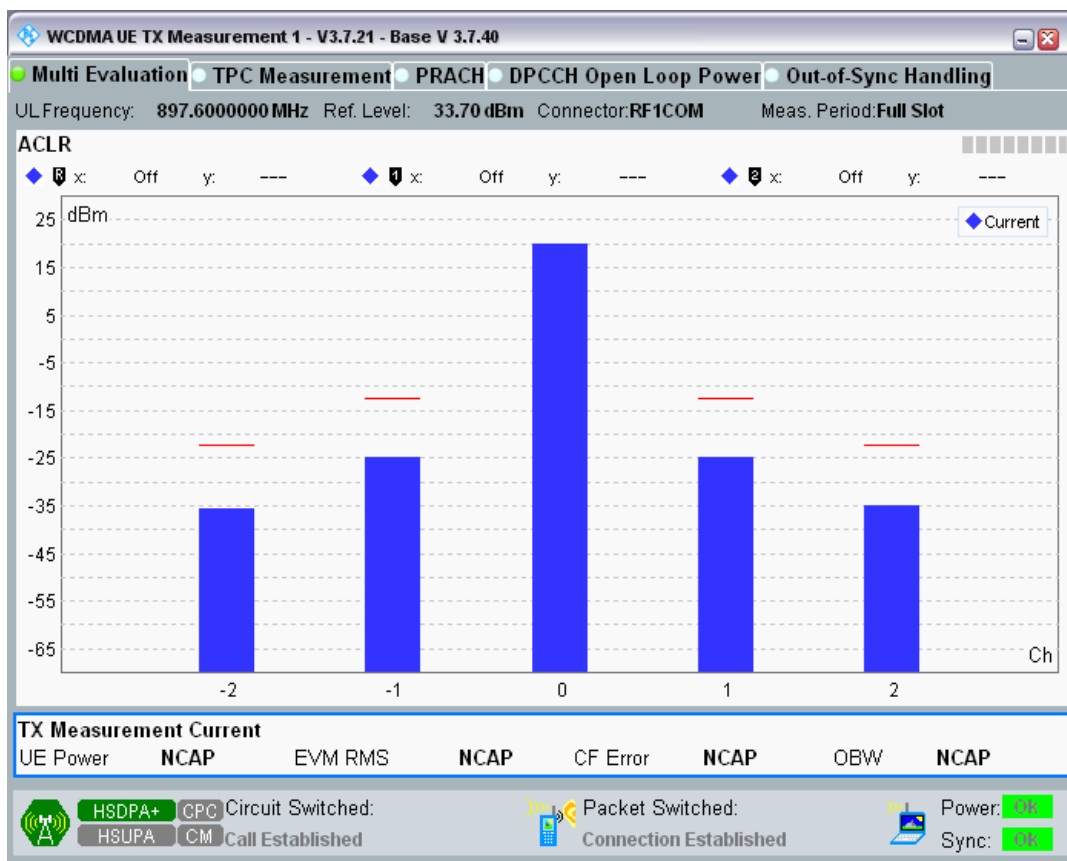 WCDMA UE TX Measurement 1 - V3.7.21 - Base V 3.7.40
Multi Evaluation TPC Measurement PRACH DPCCH Open Loop Power Out-of-Sync Handling
UL Frequency: 897.6000000 MHz Ref. Level: 33.70 dBm Connector:RF1COM Meas. Period:Full Slot
ACLR
R x: Off y: --- 1 x: Off y: --- 2 x: Off y: ---
dBm
Current
25
15
5
-5
-15
-25
-35
-45
-55
-65
Ch
-2 -1 0 1 2
TX Measurement Current
UE Power NCAP EVM RMS NCAP CF Error NCAP OBW NCAP
HSDPA+ CPC Circuit Switched: Packet Switched: Power: Ok
HSUPA CM Call Established Connection Established Sync: Ok